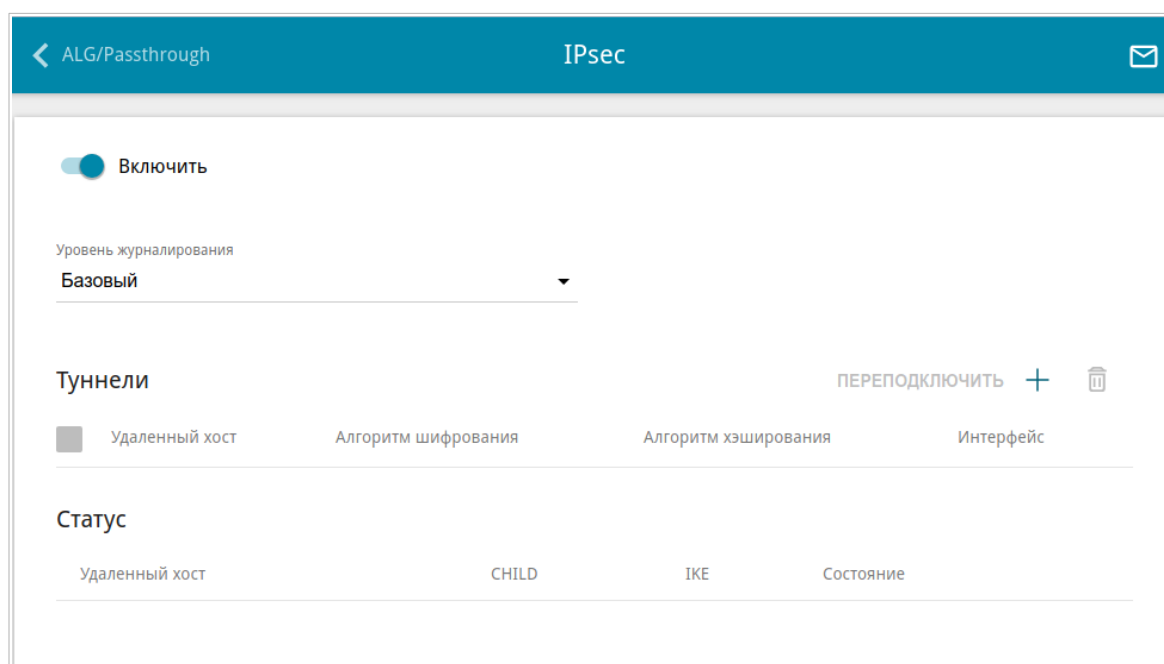 ALG/Passthrough IPsec
Включить
Уровень журналирования
Базовый
Туннели ПЕРЕПОДКЛЮЧИТЬ
Удаленный хост Алгоритм шифрования Алгоритм хэширования Интерфейс
Статус
Удаленный хост CHILD IKE Состояние